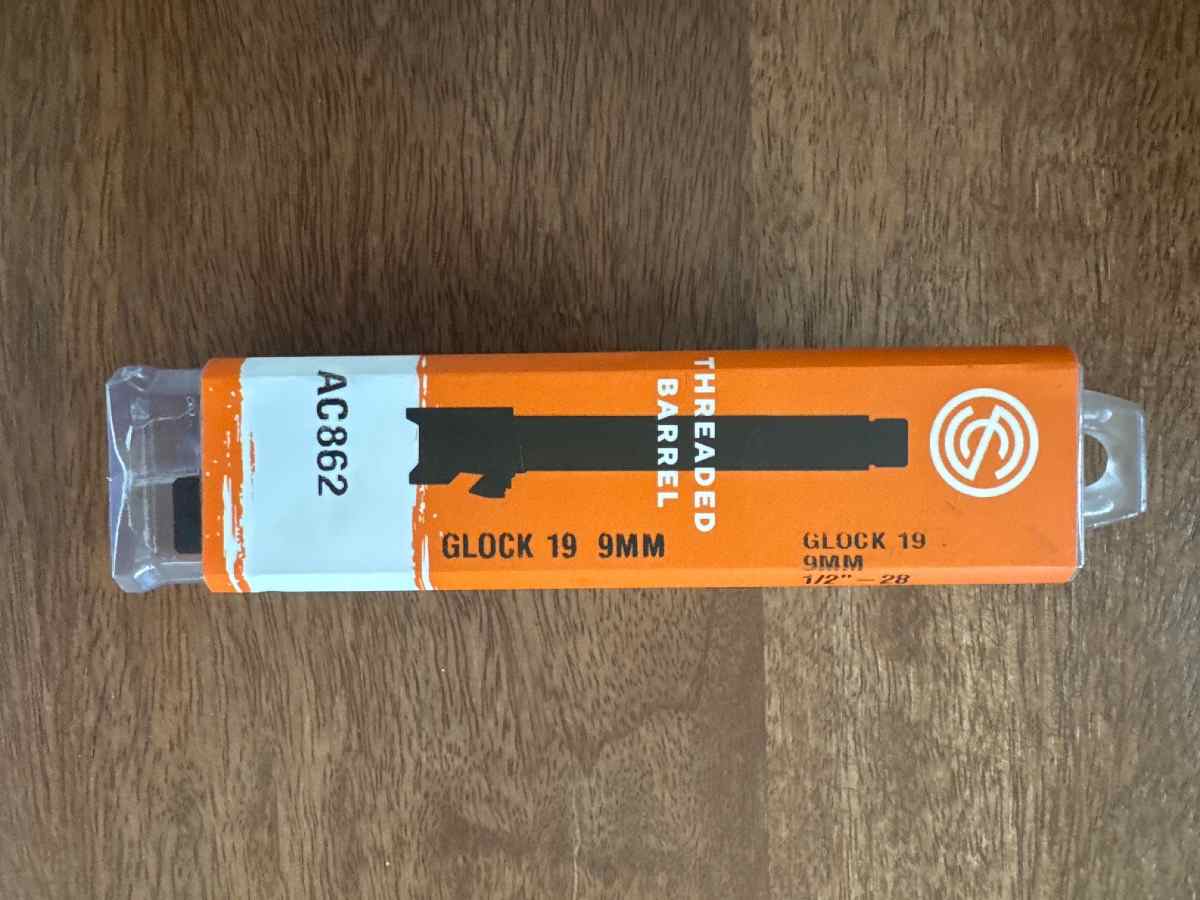 AC862
THREADED
BARREL
GLOCK 19 9MM
GLOCK 19
9MM
1/2"-28